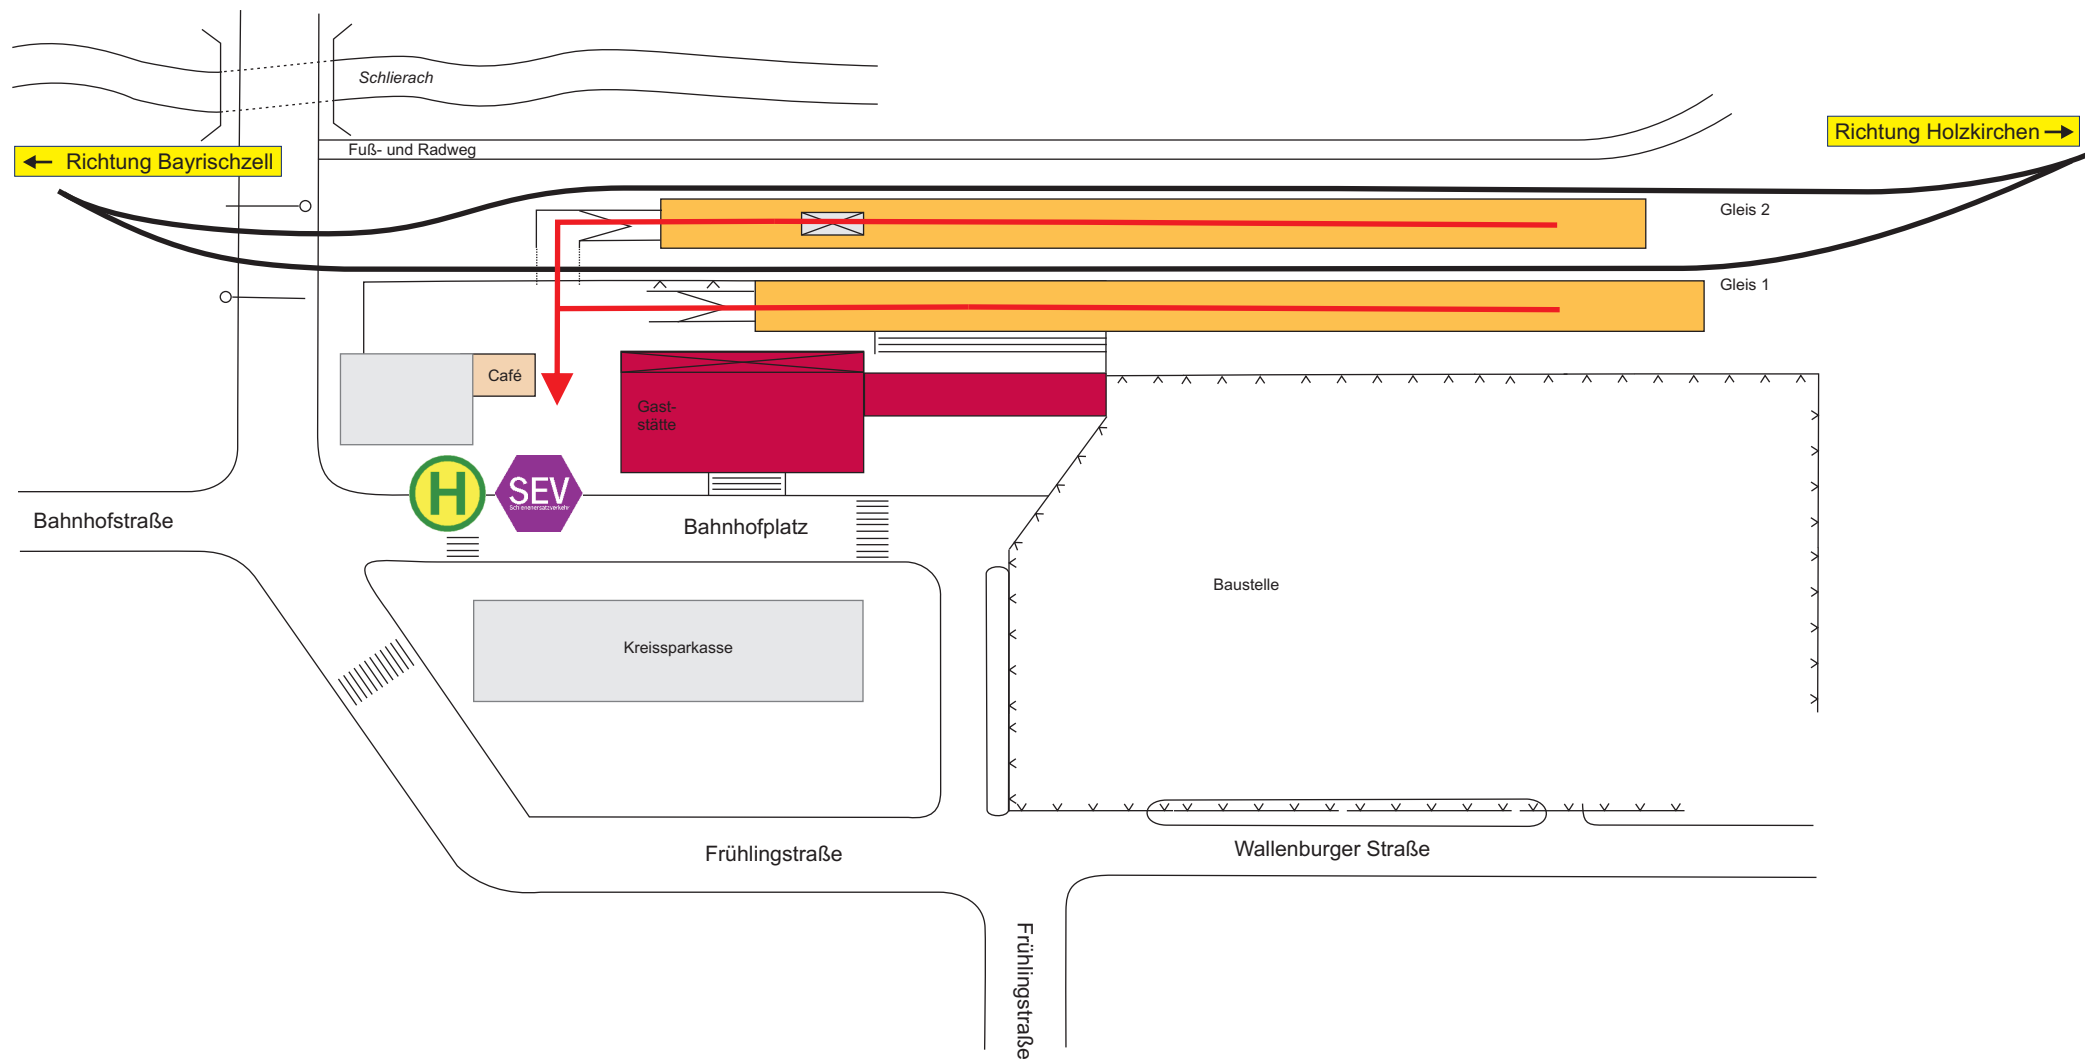 Schlierach
Richtung Holzkirchen
Fuß- und Radweg
Richtung Bayrischzell
Gleis 2
Gleis 1
Café
Gast-
stätte
H
SEV
Schienenersatzverkehr
Bahnhofstraße
Bahnhofplatz
Baustelle
Kreissparkasse
Frühlingstraße
Wallenburger Straße
Frühlingstraße